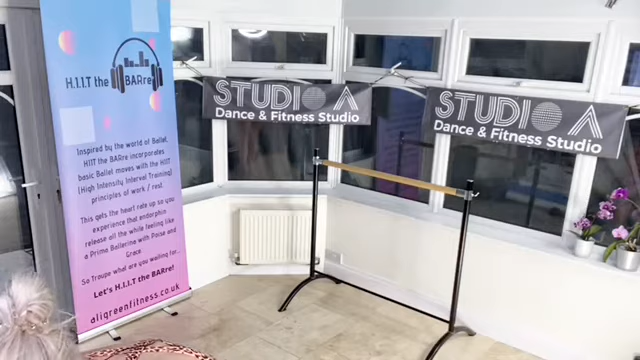 H.I.I.T the BARre!
Inspired by the world of Ballet,
HIIT the BARre incorporates
basic Ballet moves with the HIIT
(High Intensity Interval Training)
principles of work / rest.
This gets the heart rate up so you
experience that endorphin
release all the while feeling like
a Prima Ballerina with Poise and
Grace
So Troupe what are you waiting for...
Let's H.I.I.T the BARre!
aligreenfitness.co.uk
STUDIO A
Dance & Fitness Studio
STUDIO A
Dance & Fitness Studio